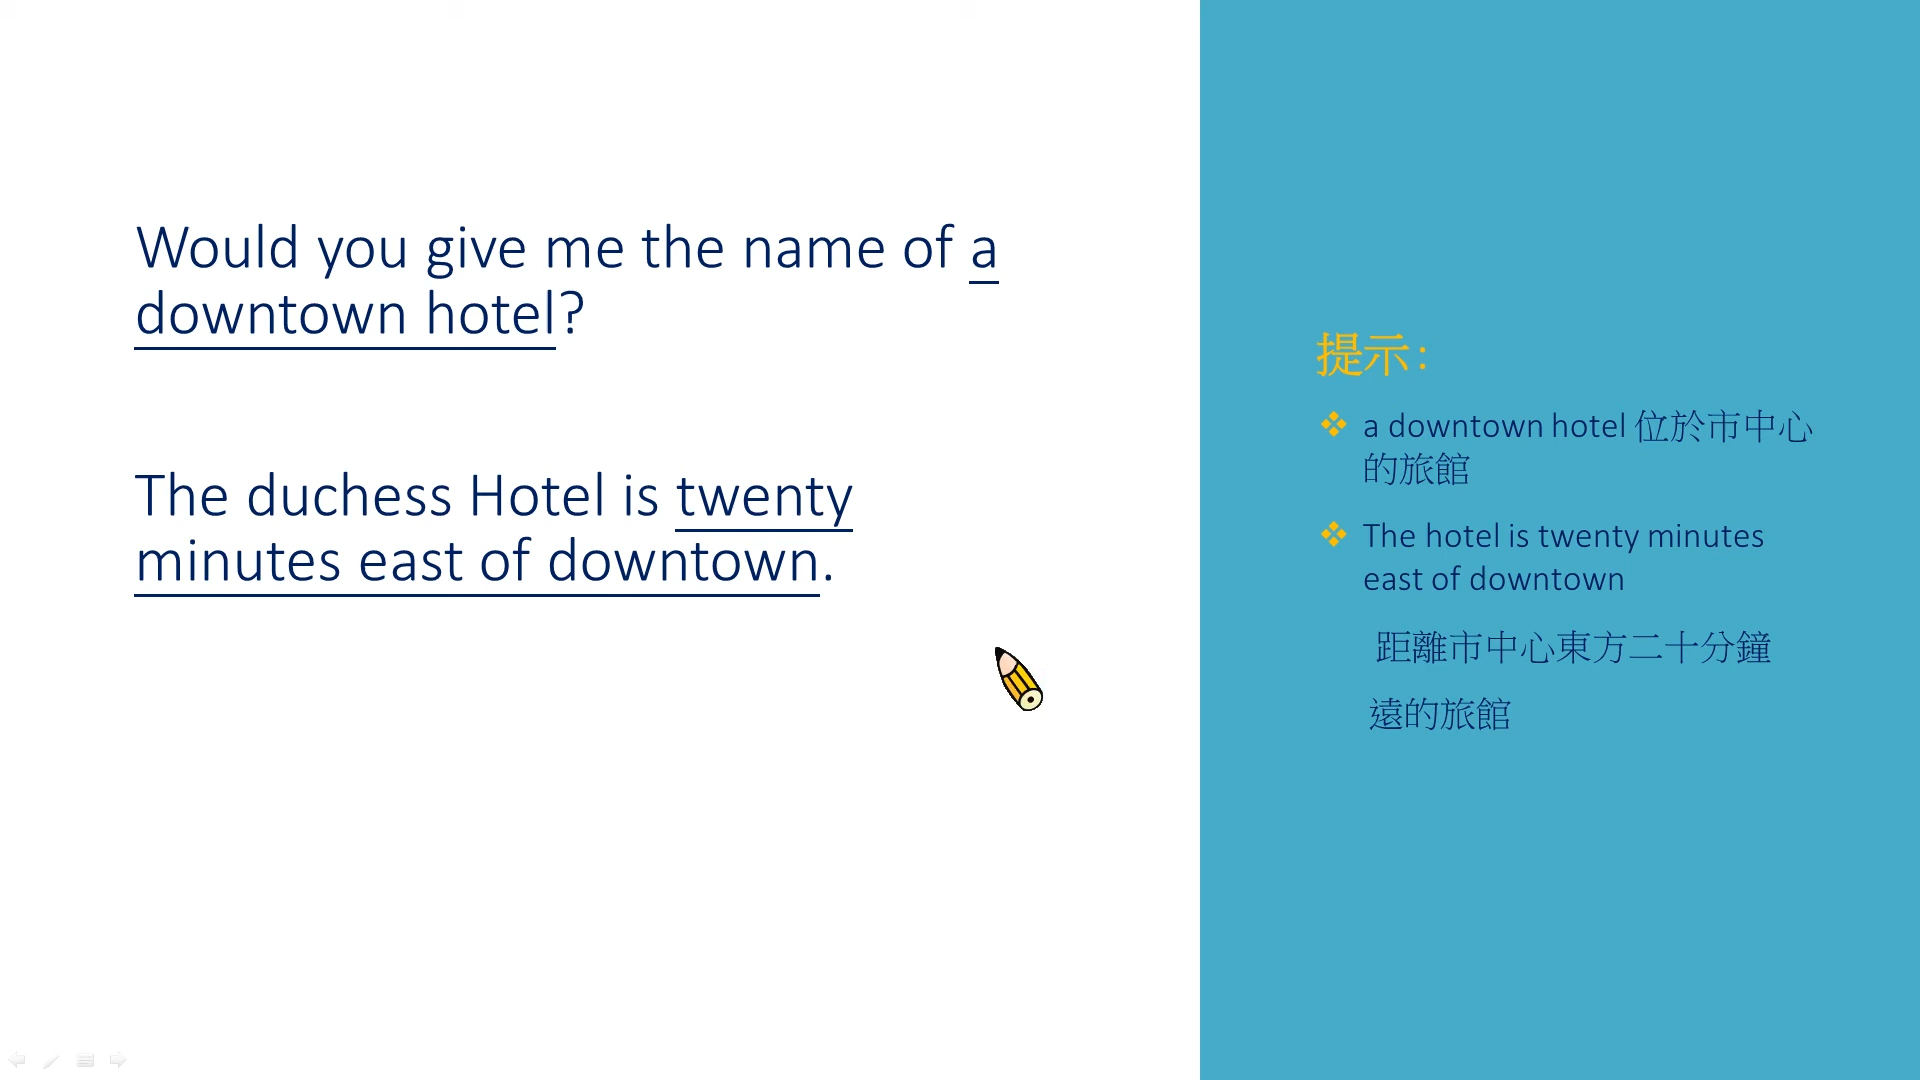 Would you give me the name of a
downtown hotel?
The duchess Hotel is twenty
minutes east of downtown.
提示:
a downtown hotel 位於市中心
的旅館
The hotel is twenty minutes
east of downtown
距離市中心東方二十分鐘
遠的旅館